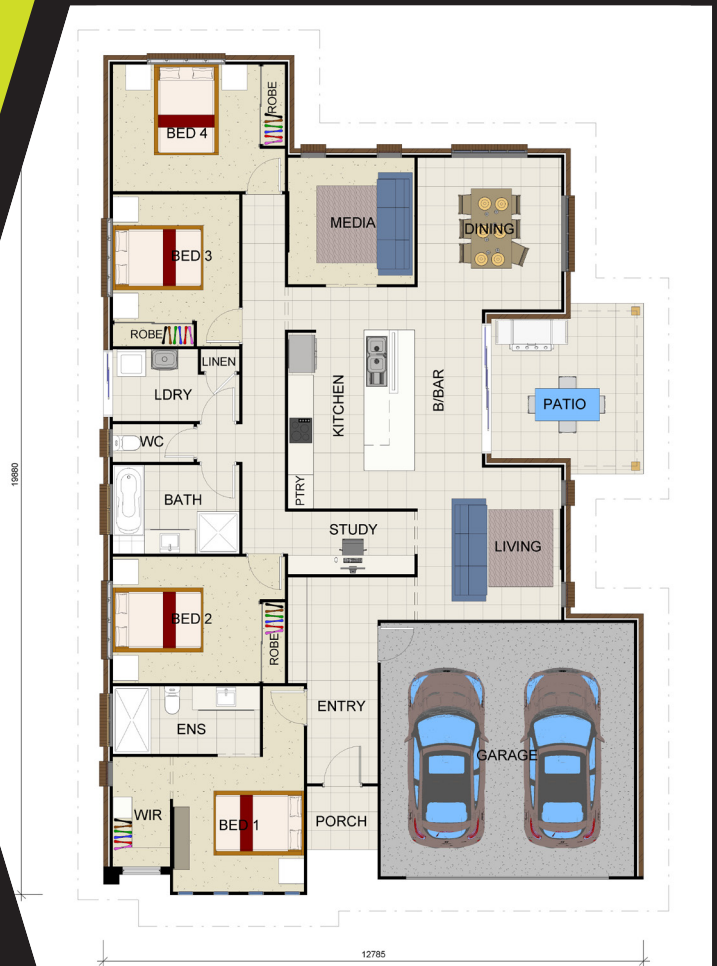 ROBE
BED 4
MEDIA
DINING
BED 3
ROBE
LINEN
LDRY
KITCHEN
B/BAR
PATIO
WC
19880
PTRY
BATH
STUDY
LIVING
BED 2
ROBE
ENTRY
ENS
GARAGE
WIR
BED 1
PORCH
12785